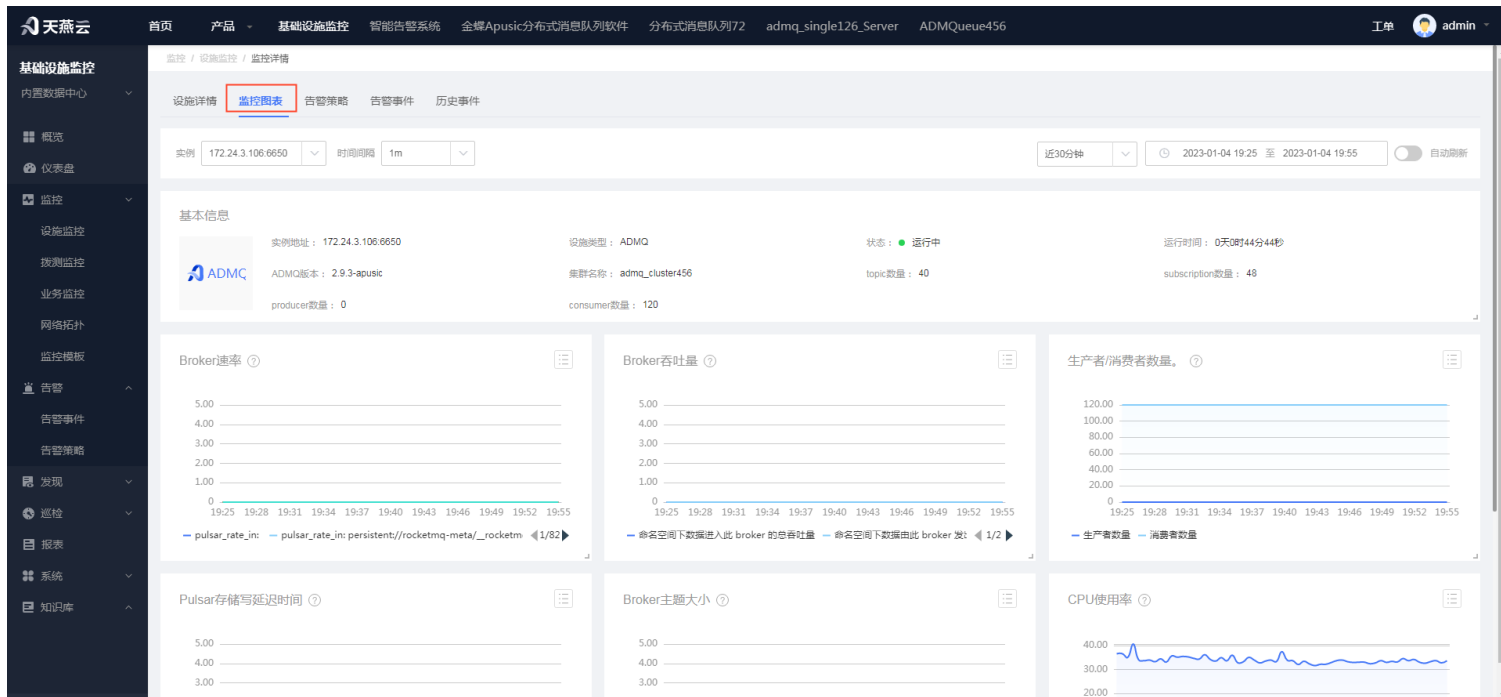 天燕云 首页 产品 基础设施监控 智能告警系统 金蝶Apusic分布式消息队列软件 分布式消息队列72 admq_single126_Server ADMQueue456 工单 admin
基础设施监控
内置数据中心
概览
仪表盘
监控
设施监控
拨测监控
业务监控
网络拓扑
监控模板
告警
告警事件
告警策略
发现
巡检
报表
系统
知识库
监控 / 设施监控 / 监控详情
设施详情 监控图表 告警策略 告警事件 历史事件
实例 172.24.3.106:6650 时间间隔 1m 近30分钟 2023-01-04 19:25 至 2023-01-04 19:55 自动刷新
基本信息
ADMQ
实例地址： 172.24.3.106:6650 设施类型： ADMQ 状态： 运行中 运行时间： 0天0时44分44秒
ADMQ版本： 2.9.3-apusic 集群名称： admq_cluster456 topic数量： 40 subscription数量： 48
producer数量： 0 consumer数量： 120
Broker速率
5.00
4.00
3.00
2.00
1.00
0
19:25 19:28 19:31 19:34 19:37 19:40 19:43 19:46 19:49 19:52 19:55
pulsar_rate_in: pulsar_rate_in: persistent://rocketmq-meta/__rocketm 1/82
Broker吞吐量
5.00
4.00
3.00
2.00
1.00
0
19:25 19:28 19:31 19:34 19:37 19:40 19:43 19:46 19:49 19:52 19:55
命名空间下数据进入此 broker 的总吞吐量 命名空间下数据由此 broker 发 1/2
生产者/消费者数量。
120.00
100.00
80.00
60.00
40.00
20.00
0
19:25 19:28 19:31 19:34 19:37 19:40 19:43 19:46 19:49 19:52 19:55
生产者数量 消费者数量
Pulsar存储写延迟时间
5.00
4.00
3.00
Broker主题大小
5.00
4.00
3.00
CPU使用率
40.00
30.00
20.00